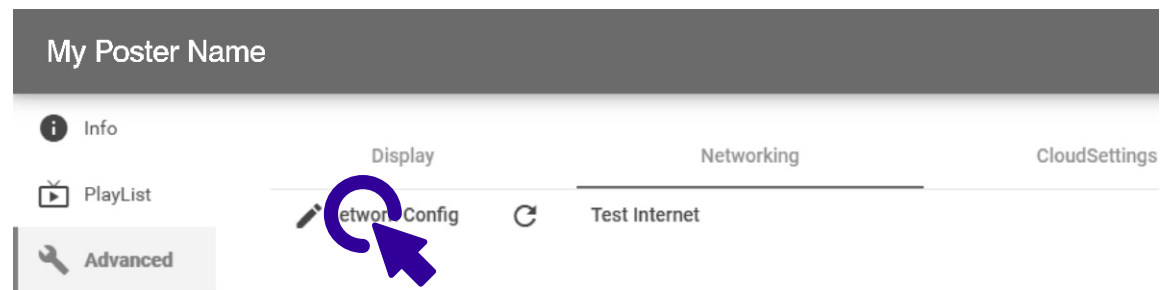 My Poster Name
Info
Display Networking CloudSettings
PlayList
Config Test Internet
Advanced